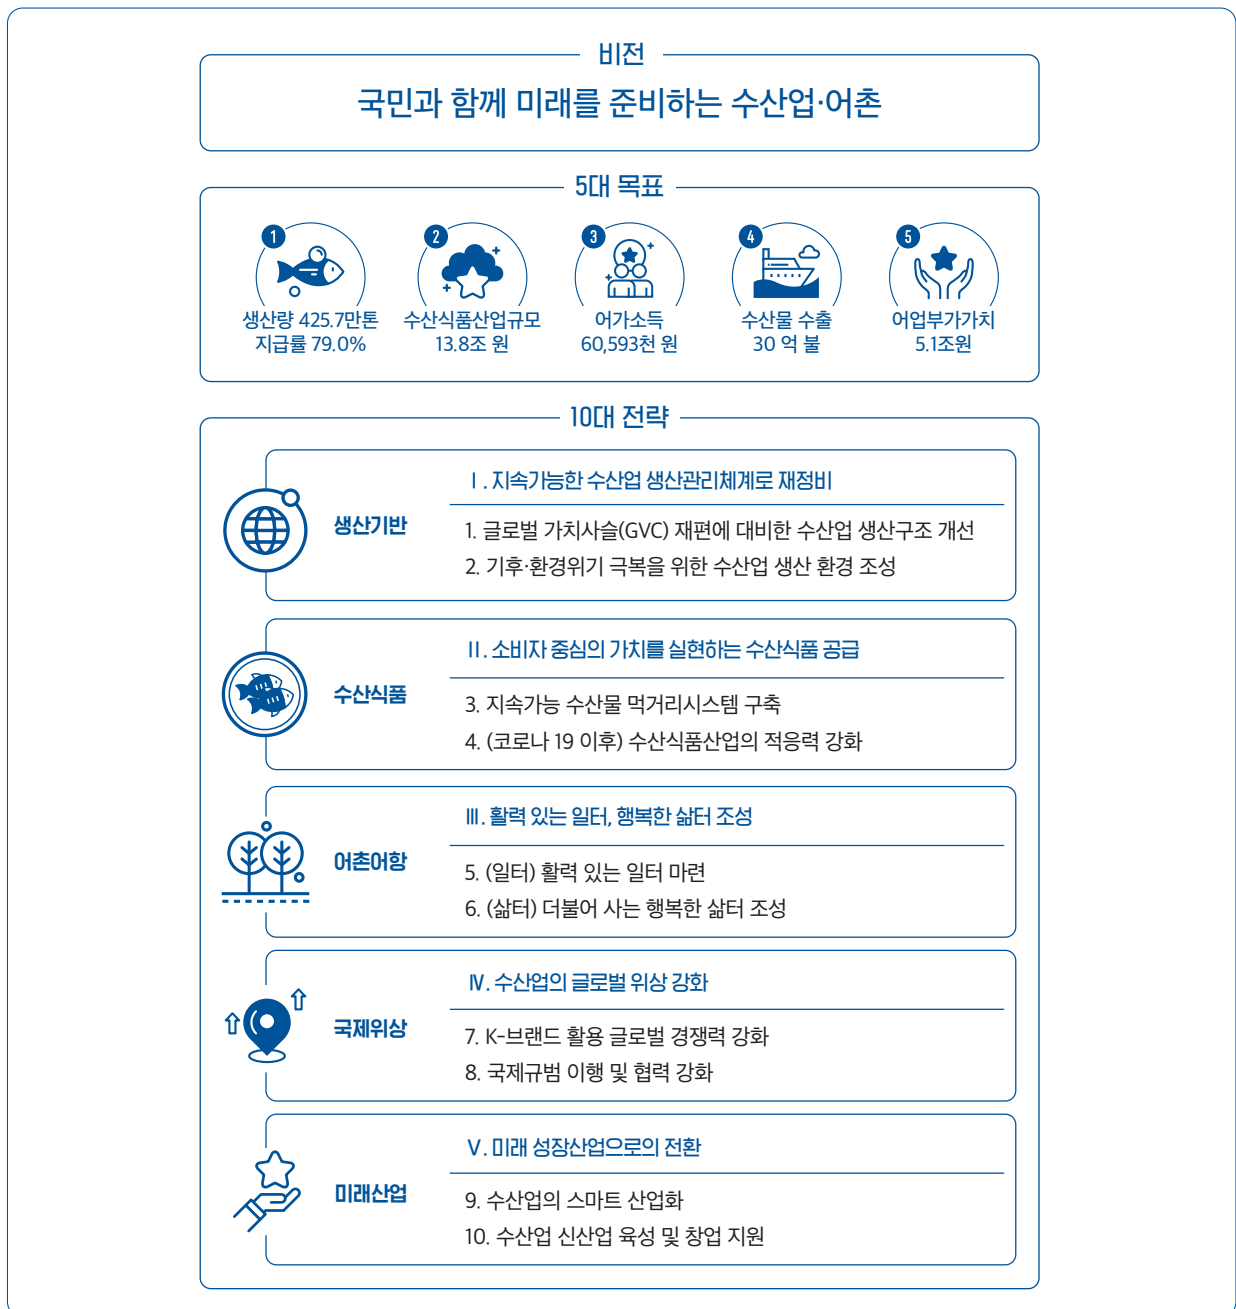 비전
국민과 함께 미래를 준비하는 수산업·어촌
5대 목표
1
생산량 425.7만톤
지급률 79.0%
2
수산식품산업규모
13.8조 원
3
어가소득
60,593천 원
4
수산물 수출
30 억 불
5
어업부가가치
5.1조원
10대 전략
생산기반
Ⅰ. 지속가능한 수산업 생산관리체계로 재정비
1. 글로벌 가치사슬(GVC) 재편에 대비한 수산업 생산구조 개선
2. 기후·환경위기 극복을 위한 수산업 생산 환경 조성
수산식품
Ⅱ. 소비자 중심의 가치를 실현하는 수산식품 공급
3. 지속가능 수산물 먹거리시스템 구축
4. (코로나 19 이후) 수산식품산업의 적응력 강화
어촌어항
Ⅲ. 활력 있는 일터, 행복한 삶터 조성
5. (일터) 활력 있는 일터 마련
6. (삶터) 더불어 사는 행복한 삶터 조성
국제위상
Ⅳ. 수산업의 글로벌 위상 강화
7. K-브랜드 활용 글로벌 경쟁력 강화
8. 국제규범 이행 및 협력 강화
미래산업
Ⅴ. 미래 성장산업으로의 전환
9. 수산업의 스마트 산업화
10. 수산업 신산업 육성 및 창업 지원